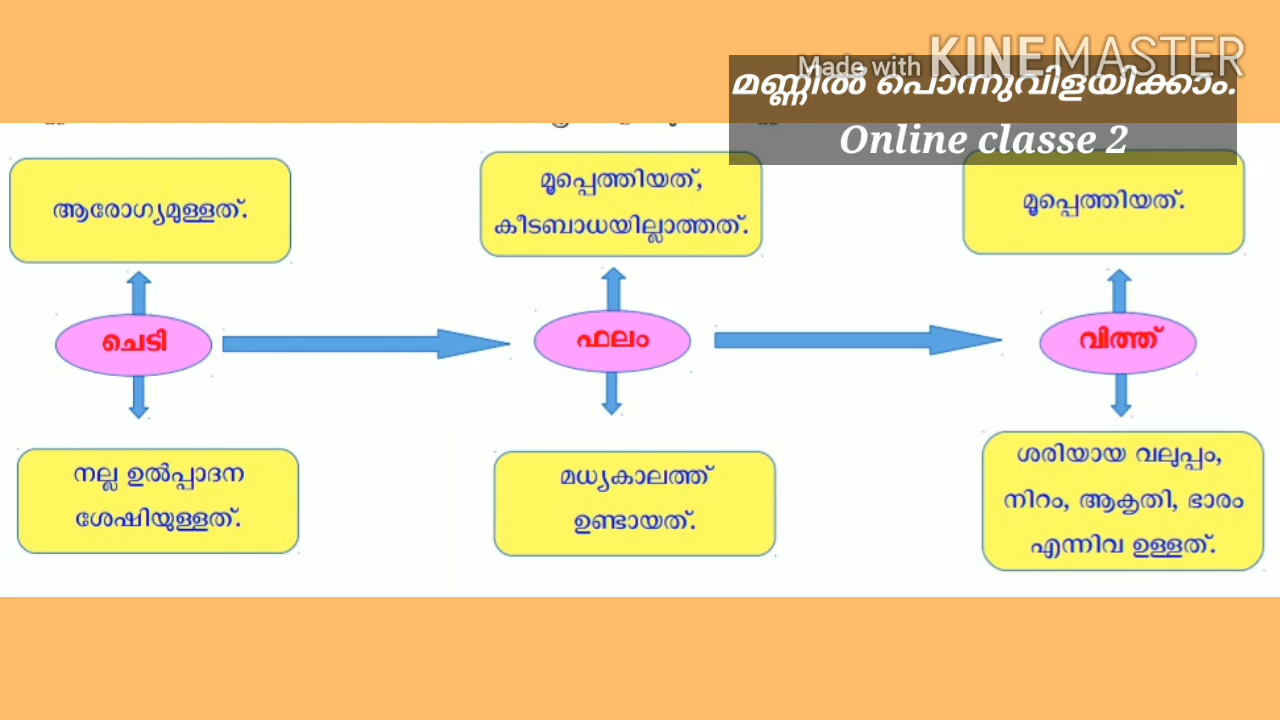 Made with KINEMASTER
മണ്ണിൽ പൊന്നുവിളയിക്കാം.
Online classe 2
ആരോഗ്യമുള്ളത്.
മൂപ്പെത്തിയത്,
കീടബാധയില്ലാത്തത്.
മൂപ്പെത്തിയത്.
ചെടി
ഫലം
വിത്ത്
നല്ല ഉൽപ്പാദന
ശേഷിയുള്ളത്.
മധ്യകാലത്ത്
ഉണ്ടായത്.
ശരിയായ വലുപ്പം,
നിറം, ആകൃതി, ഭാരം
എന്നിവ ഉള്ളത്.